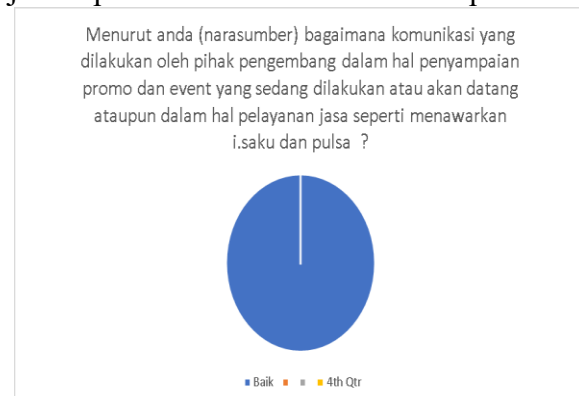 Menurut anda (narasumber) bagaimana komunikasi yang
dilakukan oleh pihak pengembang dalam hal penyampaian
promo dan event yang sedang dilakukan atau akan datang
ataupun dalam hal pelayanan jasa seperti menawarkan
i.saku dan pulsa ?
Baik 4th Qtr